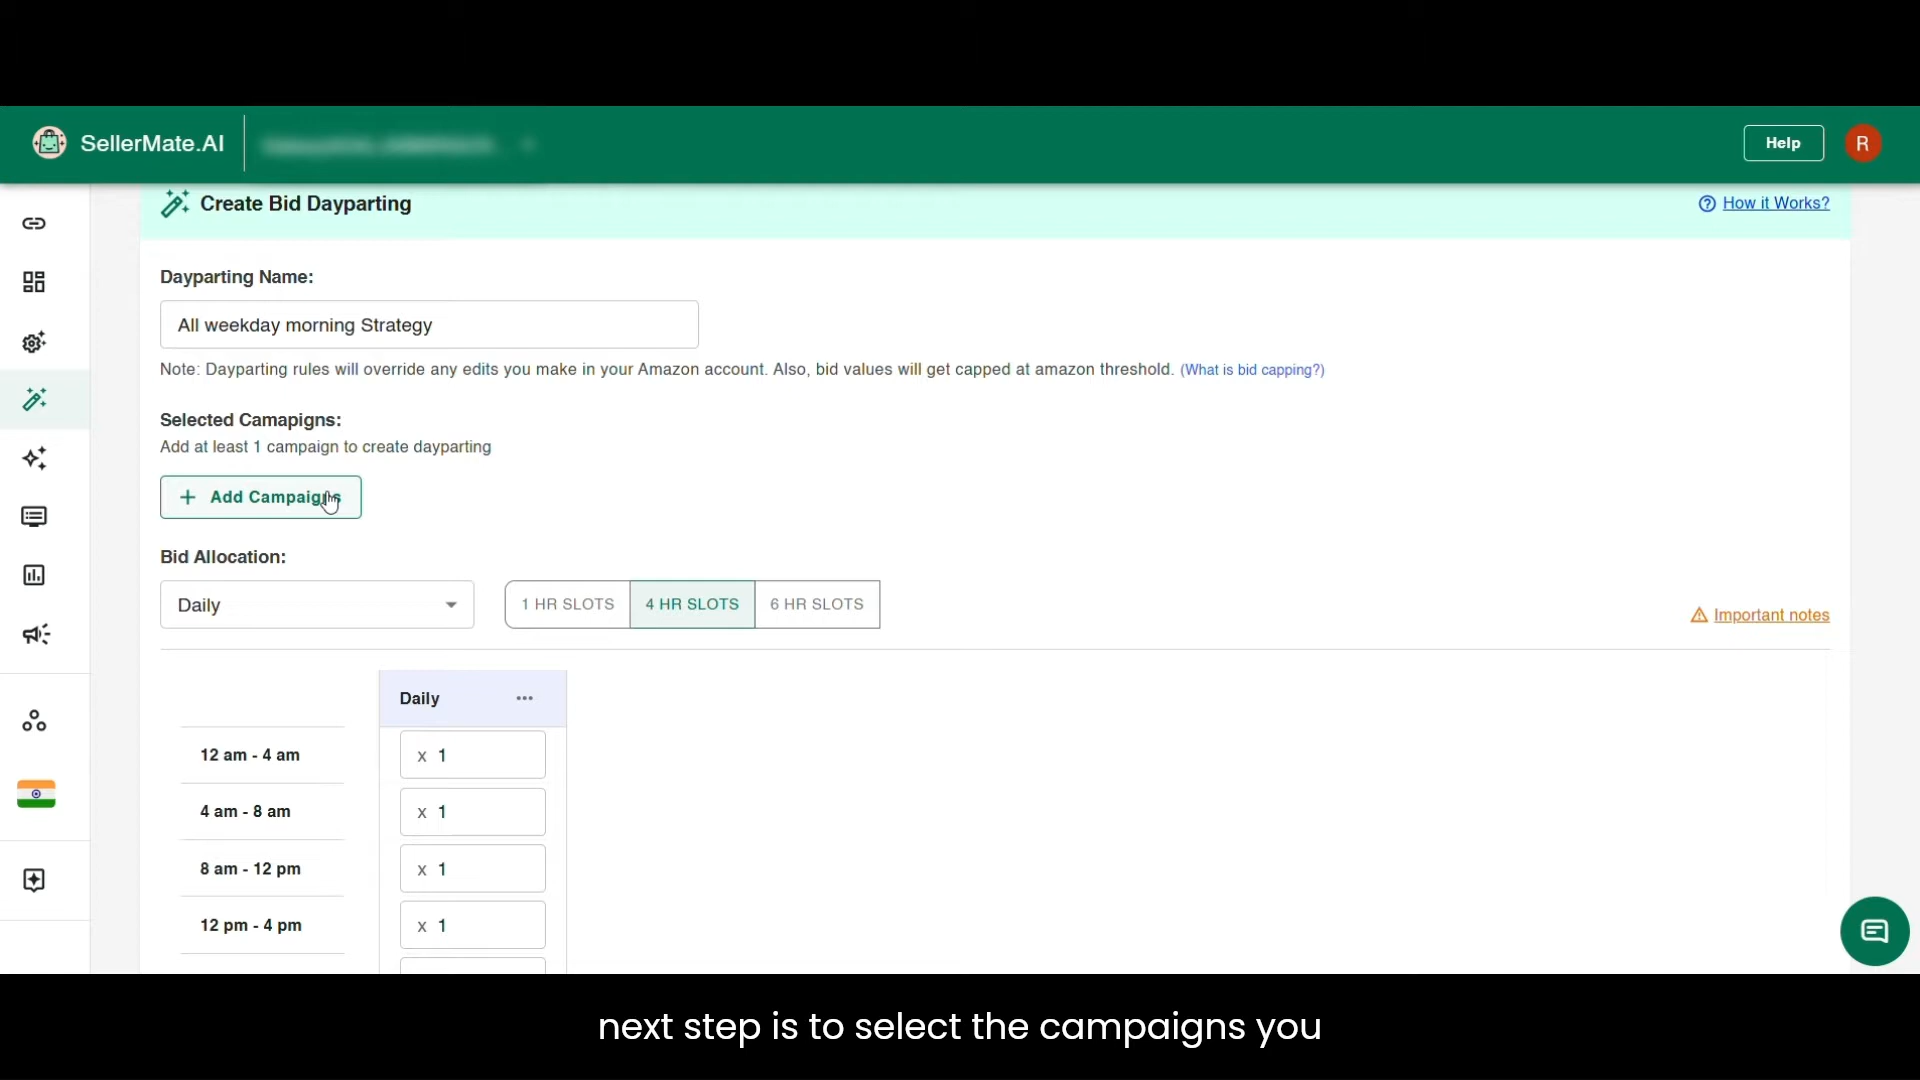 SellerMate.AI
Help
R
Create Bid Dayparting
How it Works?
Dayparting Name:
All weekday morning Strategy
Note: Dayparting rules will override any edits you make in your Amazon account. Also, bid values will get capped at amazon threshold. (What is bid capping?)
Selected Camapigns:
Add at least 1 campaign to create dayparting
+ Add Campaigns
Bid Allocation:
Daily
1 HR SLOTS
4 HR SLOTS
6 HR SLOTS
Important notes
Daily ...
12 am - 4 am x 1
4 am - 8 am x 1
8 am - 12 pm x 1
12 pm - 4 pm x 1
next step is to select the campaigns you